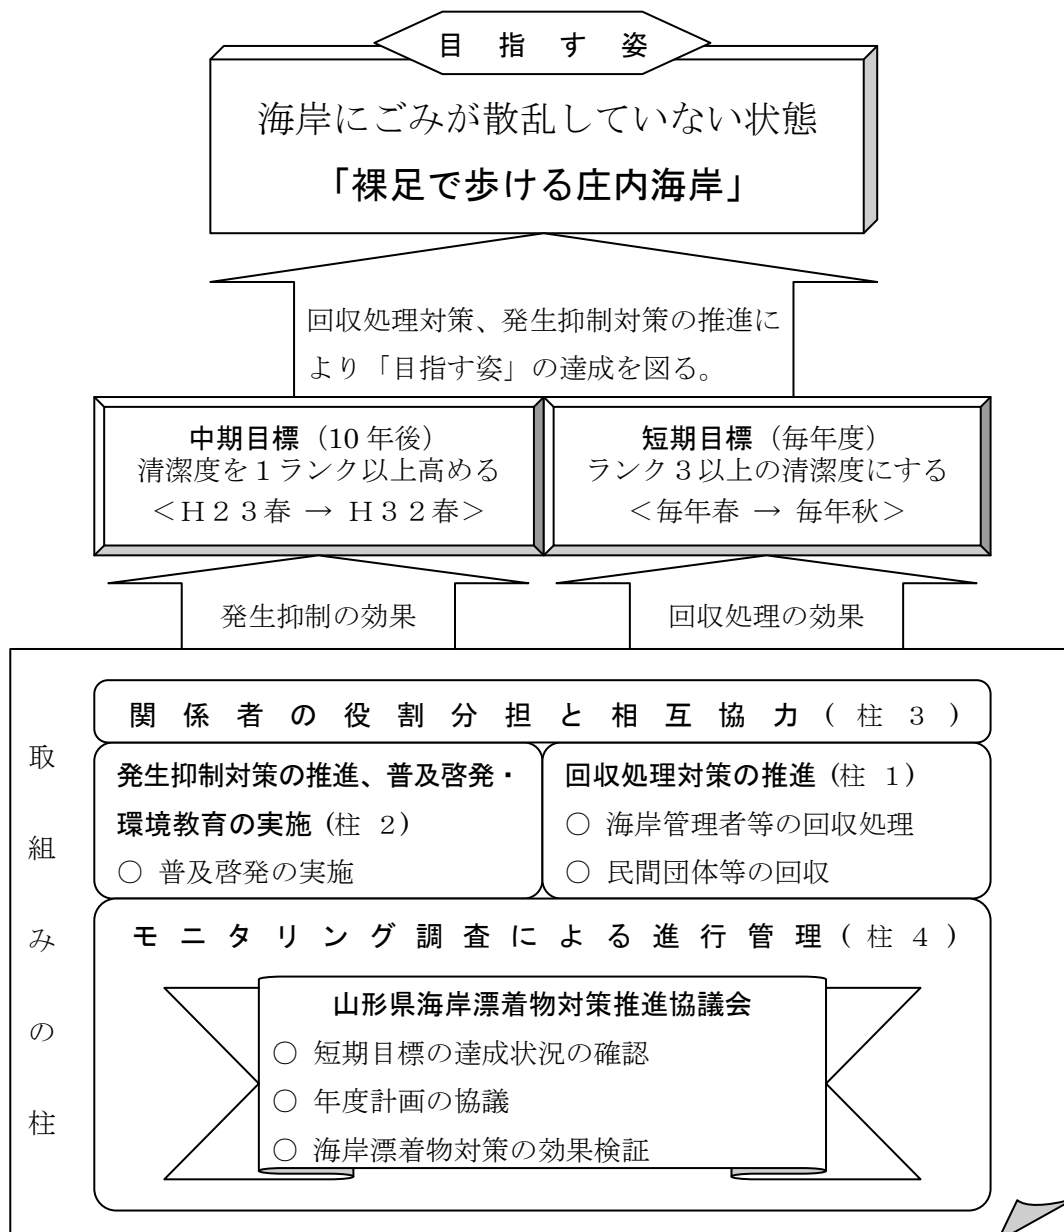 目指す姿
海岸にごみが散乱していない状態
「裸足で歩ける庄内海岸」
回収処理対策、発生抑制対策の推進に
より「目指す姿」の達成を図る。
中期目標（10年後）
清潔度を１ランク以上高める
＜Ｈ２３春 → Ｈ３２春＞
短期目標（毎年度）
ランク３以上の清潔度にする
＜毎年春 → 毎年秋＞
発生抑制の効果
回収処理の効果
取組みの柱
関係者の役割分担と相互協力(柱 3)
発生抑制対策の推進、普及啓発・
環境教育の実施 (柱 2)
○ 普及啓発の実施
回収処理対策の推進 (柱 1)
○ 海岸管理者等の回収処理
○ 民間団体等の回収
モニタリング調査による進行管理(柱 4)
山形県海岸漂着物対策推進協議会
○ 短期目標の達成状況の確認
○ 年度計画の協議
○ 海岸漂着物対策の効果検証